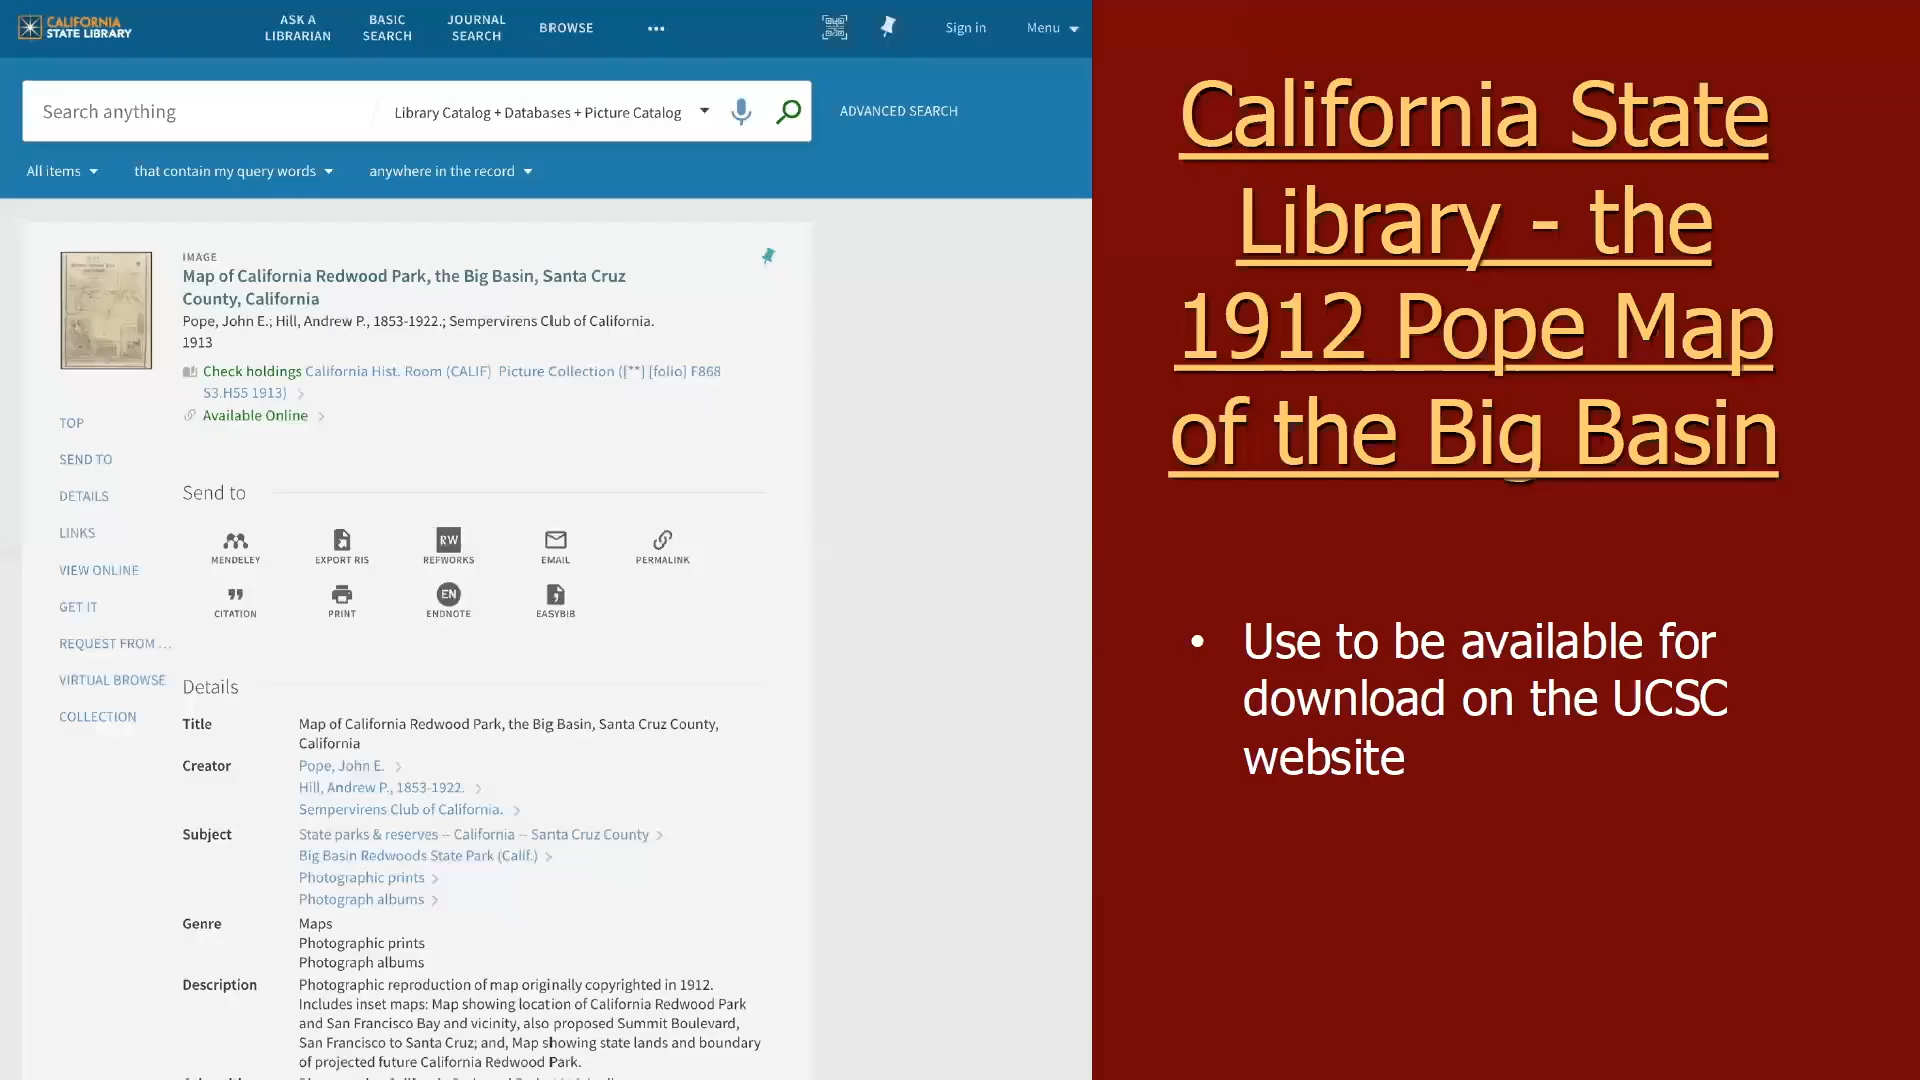 CALIFORNIA
STATE LIBRARY
ASK A
LIBRARIAN
BASIC
SEARCH
JOURNAL
SEARCH
BROWSE
•••
Sign in
Menu
Search anything
Library Catalog + Databases + Picture Catalog
ADVANCED SEARCH
All items
that contain my query words
anywhere in the record
IMAGE
Map of California Redwood Park, the Big Basin, Santa Cruz
County, California
Pope, John E.; Hill, Andrew P., 1853-1922.; Sempervirens Club of California.
1913
Check holdings California Hist. Room (CALIF) Picture Collection ([**] [folio] F868
S3.H55 1913)
Available Online
TOP
SEND TO
DETAILS
LINKS
VIEW ONLINE
GET IT
REQUEST FROM ...
VIRTUAL BROWSE
COLLECTION
Send to
MENDELEY
EXPORT RIS
RW
REFWORKS
EMAIL
PERMALINK
CITATION
PRINT
EN
ENDNOTE
EASYBIB
Details
Title
Map of California Redwood Park, the Big Basin, Santa Cruz County,
California
Creator
Pope, John E.
Hill, Andrew P., 1853-1922.
Sempervirens Club of California.
Subject
State parks & reserves -- California -- Santa Cruz County
Big Basin Redwoods State Park (Calif.)
Photographic prints
Photograph albums
Genre
Maps
Photographic prints
Photograph albums
Description
Photographic reproduction of map originally copyrighted in 1912.
Includes inset maps: Map showing location of California Redwood Park
and San Francisco Bay and vicinity, also proposed Summit Boulevard,
San Francisco to Santa Cruz; and, Map showing state lands and boundary
of projected future California Redwood Park.
California State
Library - the
1912 Pope Map
of the Big Basin
• Use to be available for
download on the UCSC
website